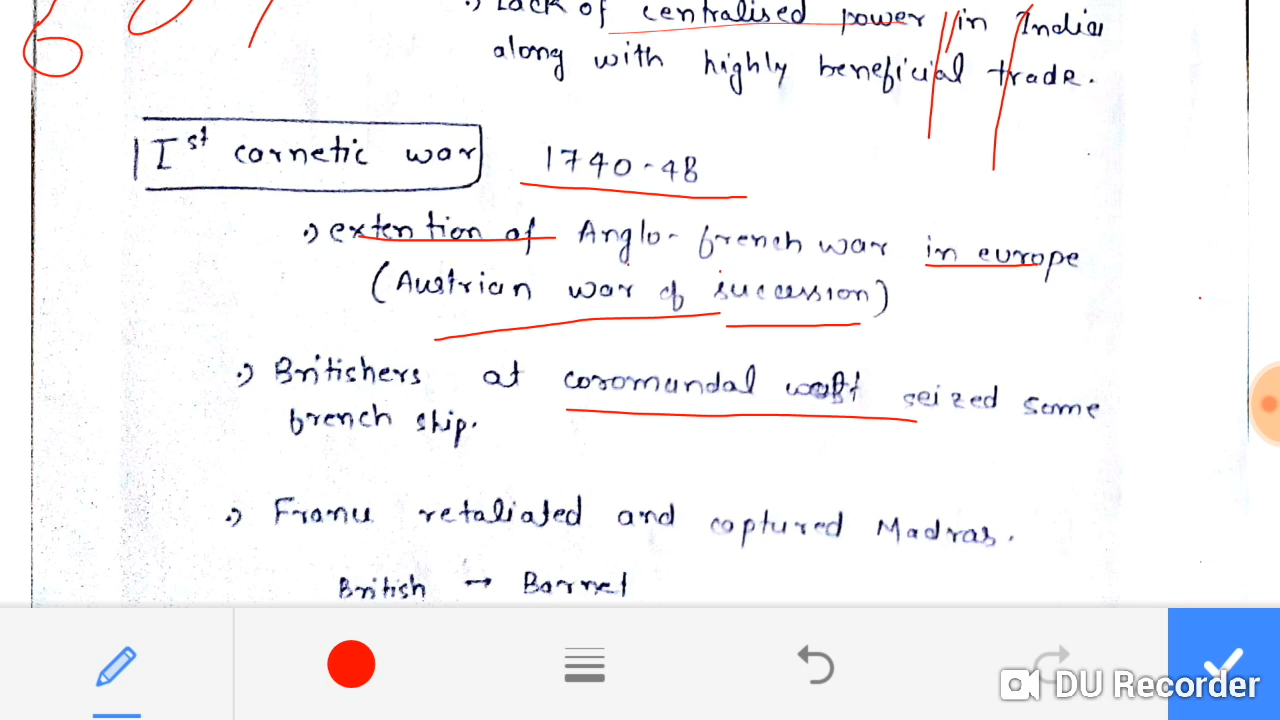 :) Lack of centralised power in India
along with highly beneficial trade.
Ist carnetic war 1740-48
:) extention of Anglo-french war in europe
(Austrian war of succession)
:) Britishers at coromandal seized some
french ship.
:) France retaliated and captured Madras.
British → Barnet
DU Recorder